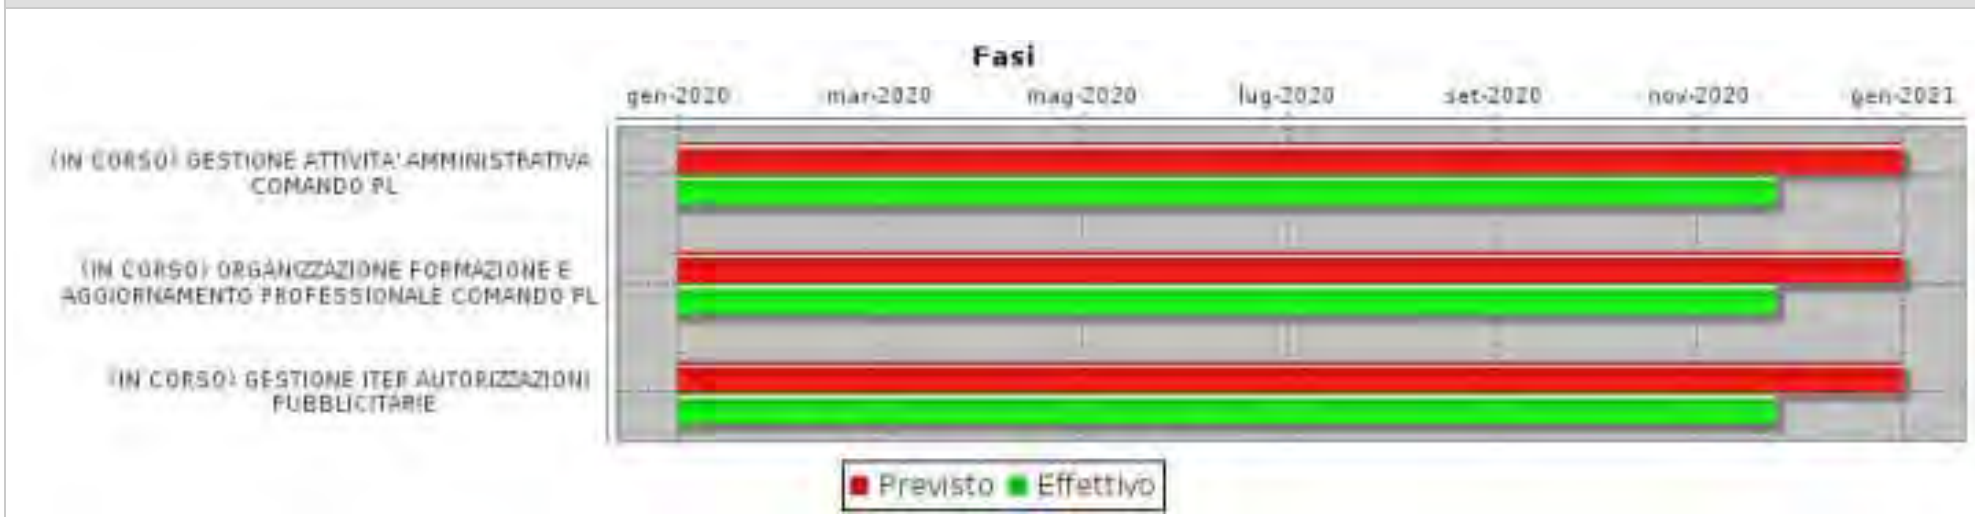 Fasi
gen-2020 mar-2020 mag-2020 lug-2020 set-2020 nov-2020 gen-2021
(IN CORSO) GESTIONE ATTIVITA' AMMINISTRATIVA
COMANDO PL
(IN CORSO) ORGANIZZAZIONE FORMAZIONE E
AGGIORNAMENTO PROFESSIONALE COMANDO PL
(IN CORSO) GESTIONE ITER AUTORIZZAZIONI
PUBBLICITARIE
Previsto Effettivo